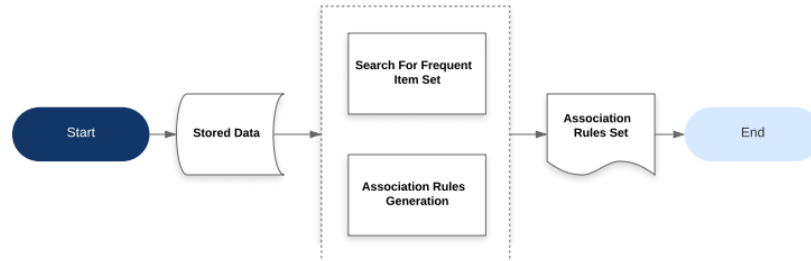 Start
Stored Data
Search For Frequent
Item Set
Association Rules
Generation
Association
Rules Set
End